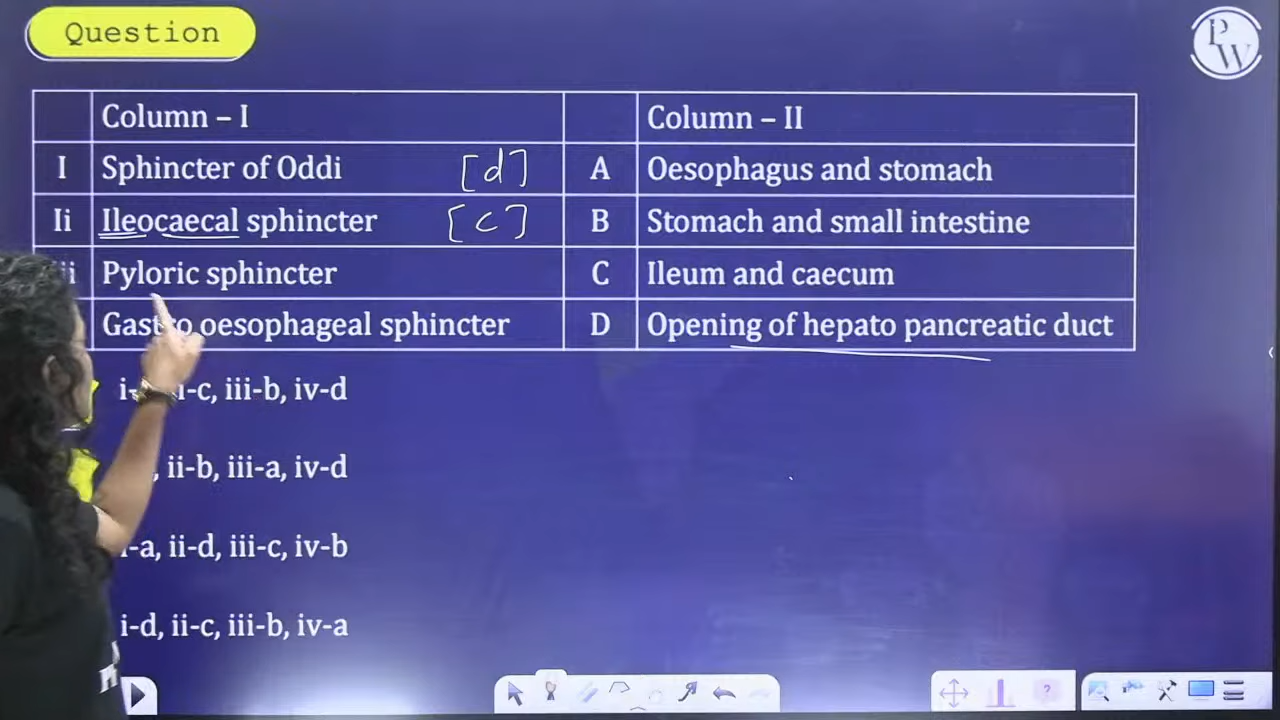 Question
PW
Column – I Column – II
I Sphincter of Oddi [d] A Oesophagus and stomach
Ii Ileocaecal sphincter [c] B Stomach and small intestine
Pyloric sphincter C Ileum and caecum
Gastro oesophageal sphincter D Opening of hepato pancreatic duct
iii-b, iv-d
ii-b, iii-a, iv-d
ii-d, iii-c, iv-b
i-d, ii-c, iii-b, iv-a